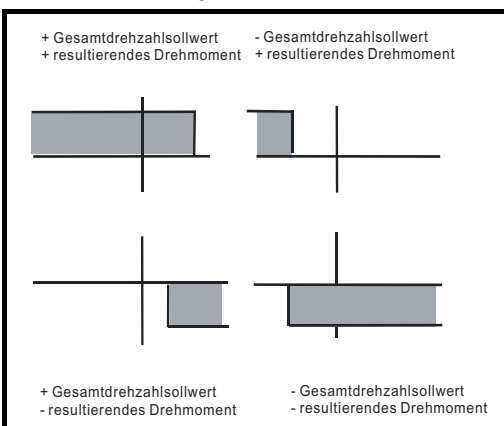 + Gesamtdrehzahlsollwert
+ resultierendes Drehmoment
- Gesamtdrehzahlsollwert
+ resultierendes Drehmoment
+ Gesamtdrehzahlsollwert
- resultierendes Drehmoment
- Gesamtdrehzahlsollwert
- resultierendes Drehmoment